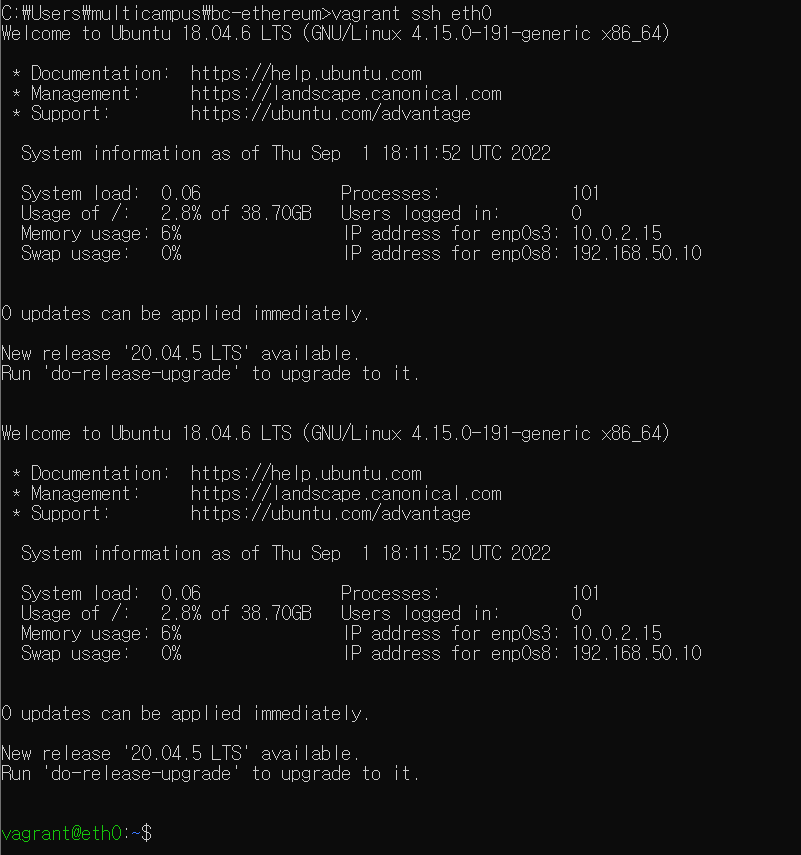 C:₩Users₩multicampus₩bc-ethereum>vagrant ssh eth0
Welcome to Ubuntu 18.04.6 LTS (GNU/Linux 4.15.0-191-generic x86_64)
* Documentation:  https://help.ubuntu.com
* Management:     https://landscape.canonical.com
* Support:        https://ubuntu.com/advantage
System information as of Thu Sep  1 18:11:52 UTC 2022
System load:  0.06              Processes:             101
Usage of /:   2.8% of 38.70GB   Users logged in:       0
Memory usage: 6%                IP address for enp0s3: 10.0.2.15
Swap usage:   0%                IP address for enp0s8: 192.168.50.10
0 updates can be applied immediately.
New release '20.04.5 LTS' available.
Run 'do-release-upgrade' to upgrade to it.
Welcome to Ubuntu 18.04.6 LTS (GNU/Linux 4.15.0-191-generic x86_64)
* Documentation:  https://help.ubuntu.com
* Management:     https://landscape.canonical.com
* Support:        https://ubuntu.com/advantage
System information as of Thu Sep  1 18:11:52 UTC 2022
System load:  0.06              Processes:             101
Usage of /:   2.8% of 38.70GB   Users logged in:       0
Memory usage: 6%                IP address for enp0s3: 10.0.2.15
Swap usage:   0%                IP address for enp0s8: 192.168.50.10
0 updates can be applied immediately.
New release '20.04.5 LTS' available.
Run 'do-release-upgrade' to upgrade to it.
vagrant@eth0:~$